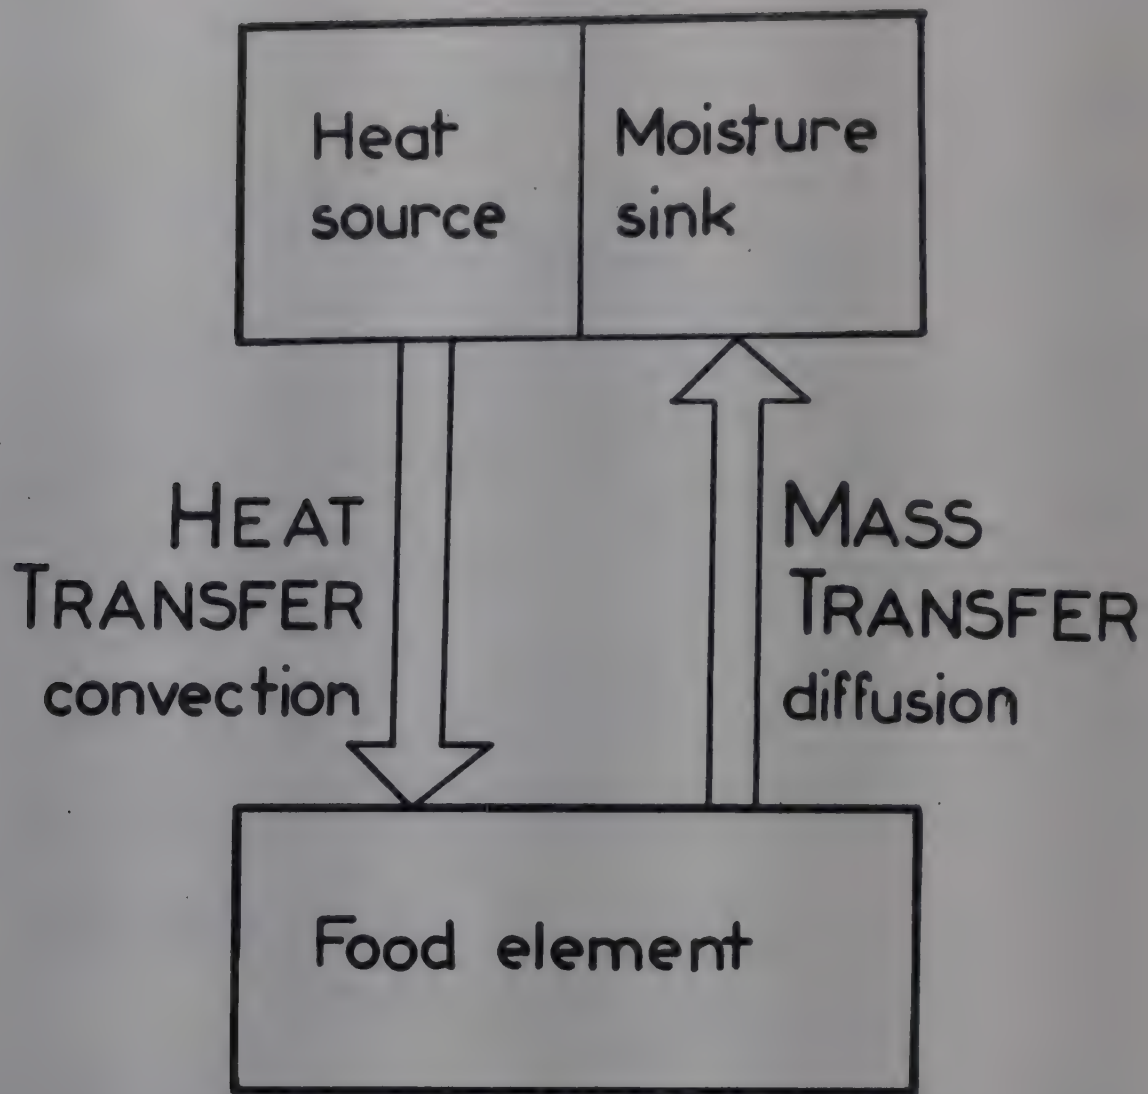 Heat
source
Moisture
sink
HEAT
TRANSFER
convection
MASS
TRANSFER
diffusion
Food element